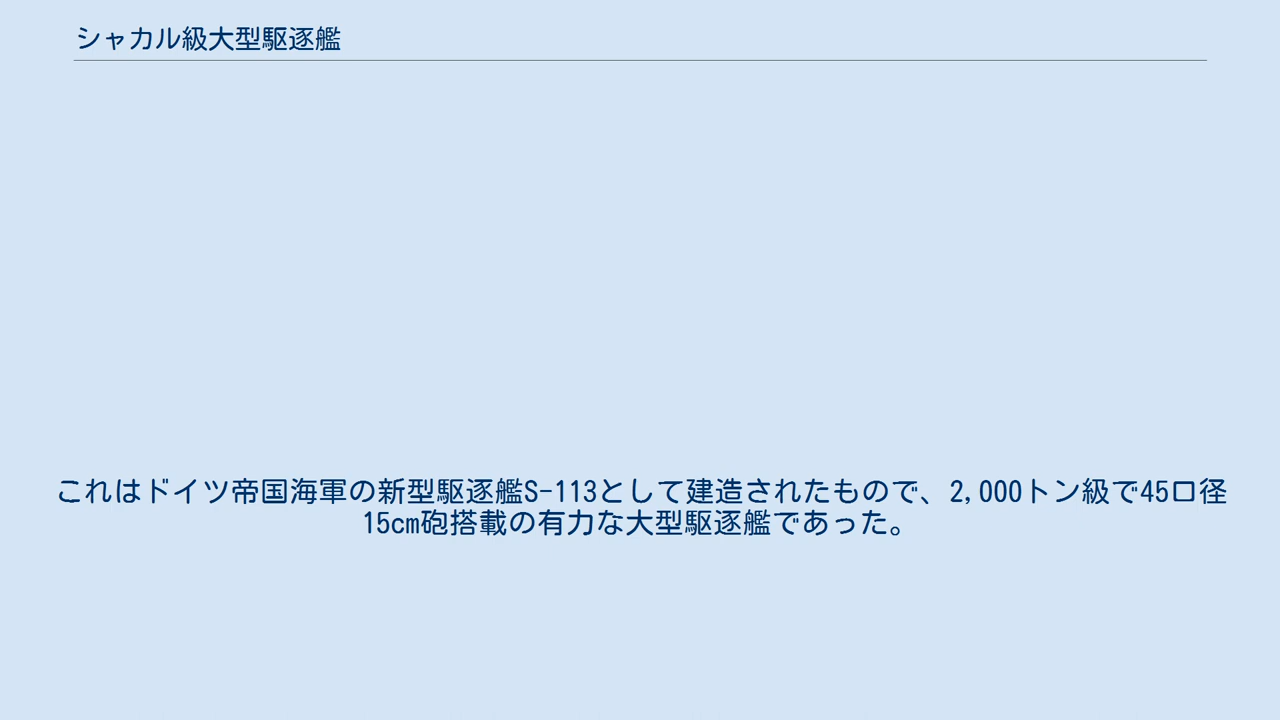 シャカル級大型駆逐艦
これはドイツ帝国海軍の新型駆逐艦S-113として建造されたもので、2,000トン級で45口径
15cm砲搭載の有力な大型駆逐艦であった。